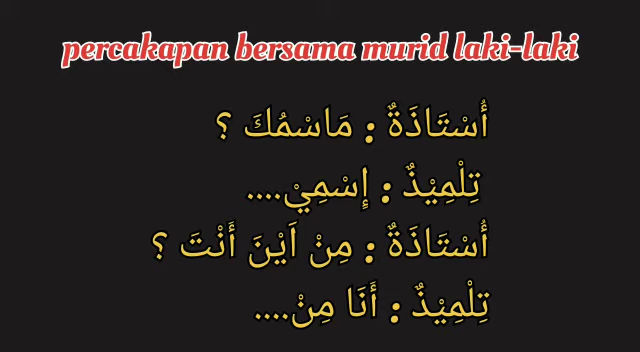 percakapan bersama murid laki-laki
أُسْتَاذَةٌ : مَاسْمُكَ ؟
تِلْمِيْذٌ : إِسْمِيْ....
أُسْتَاذَةٌ : مِنْ اَيْنَ أَنْتَ ؟
تِلْمِيْذٌ : أَنَا مِنْ....